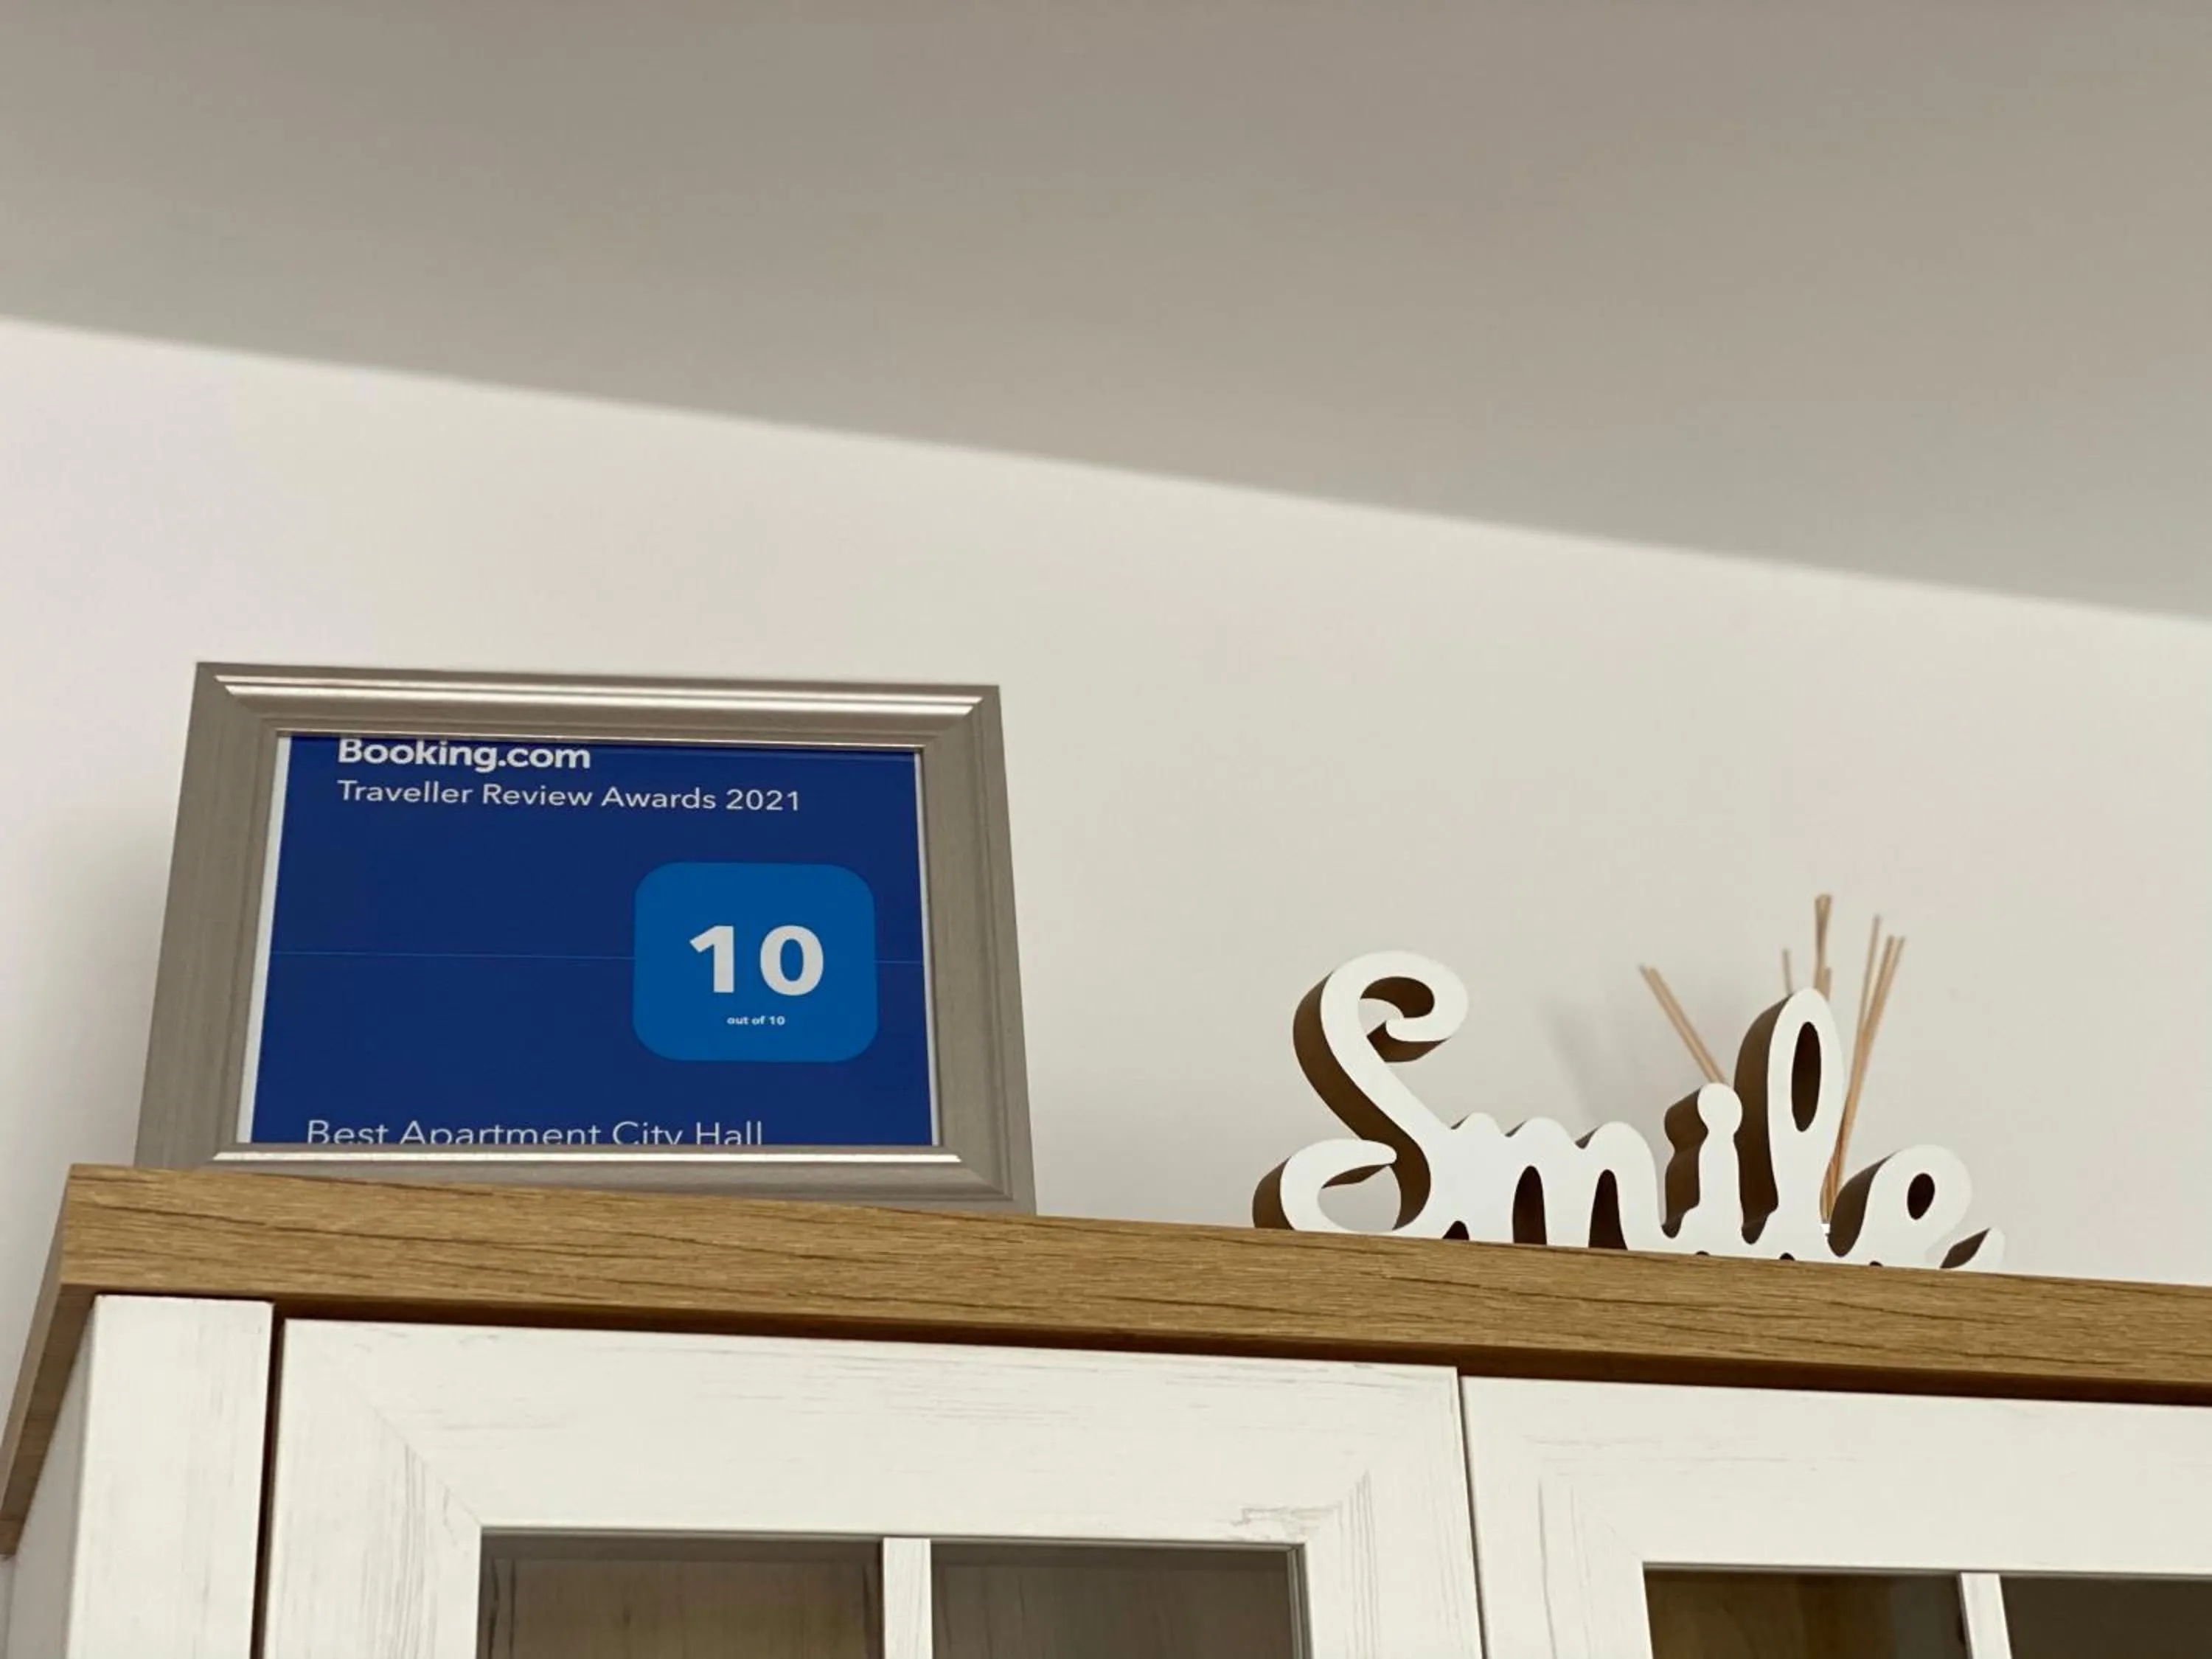 Booking.com
Traveller Review Awards 2021
10
out of 10
Best Apartment City Hall
Smile